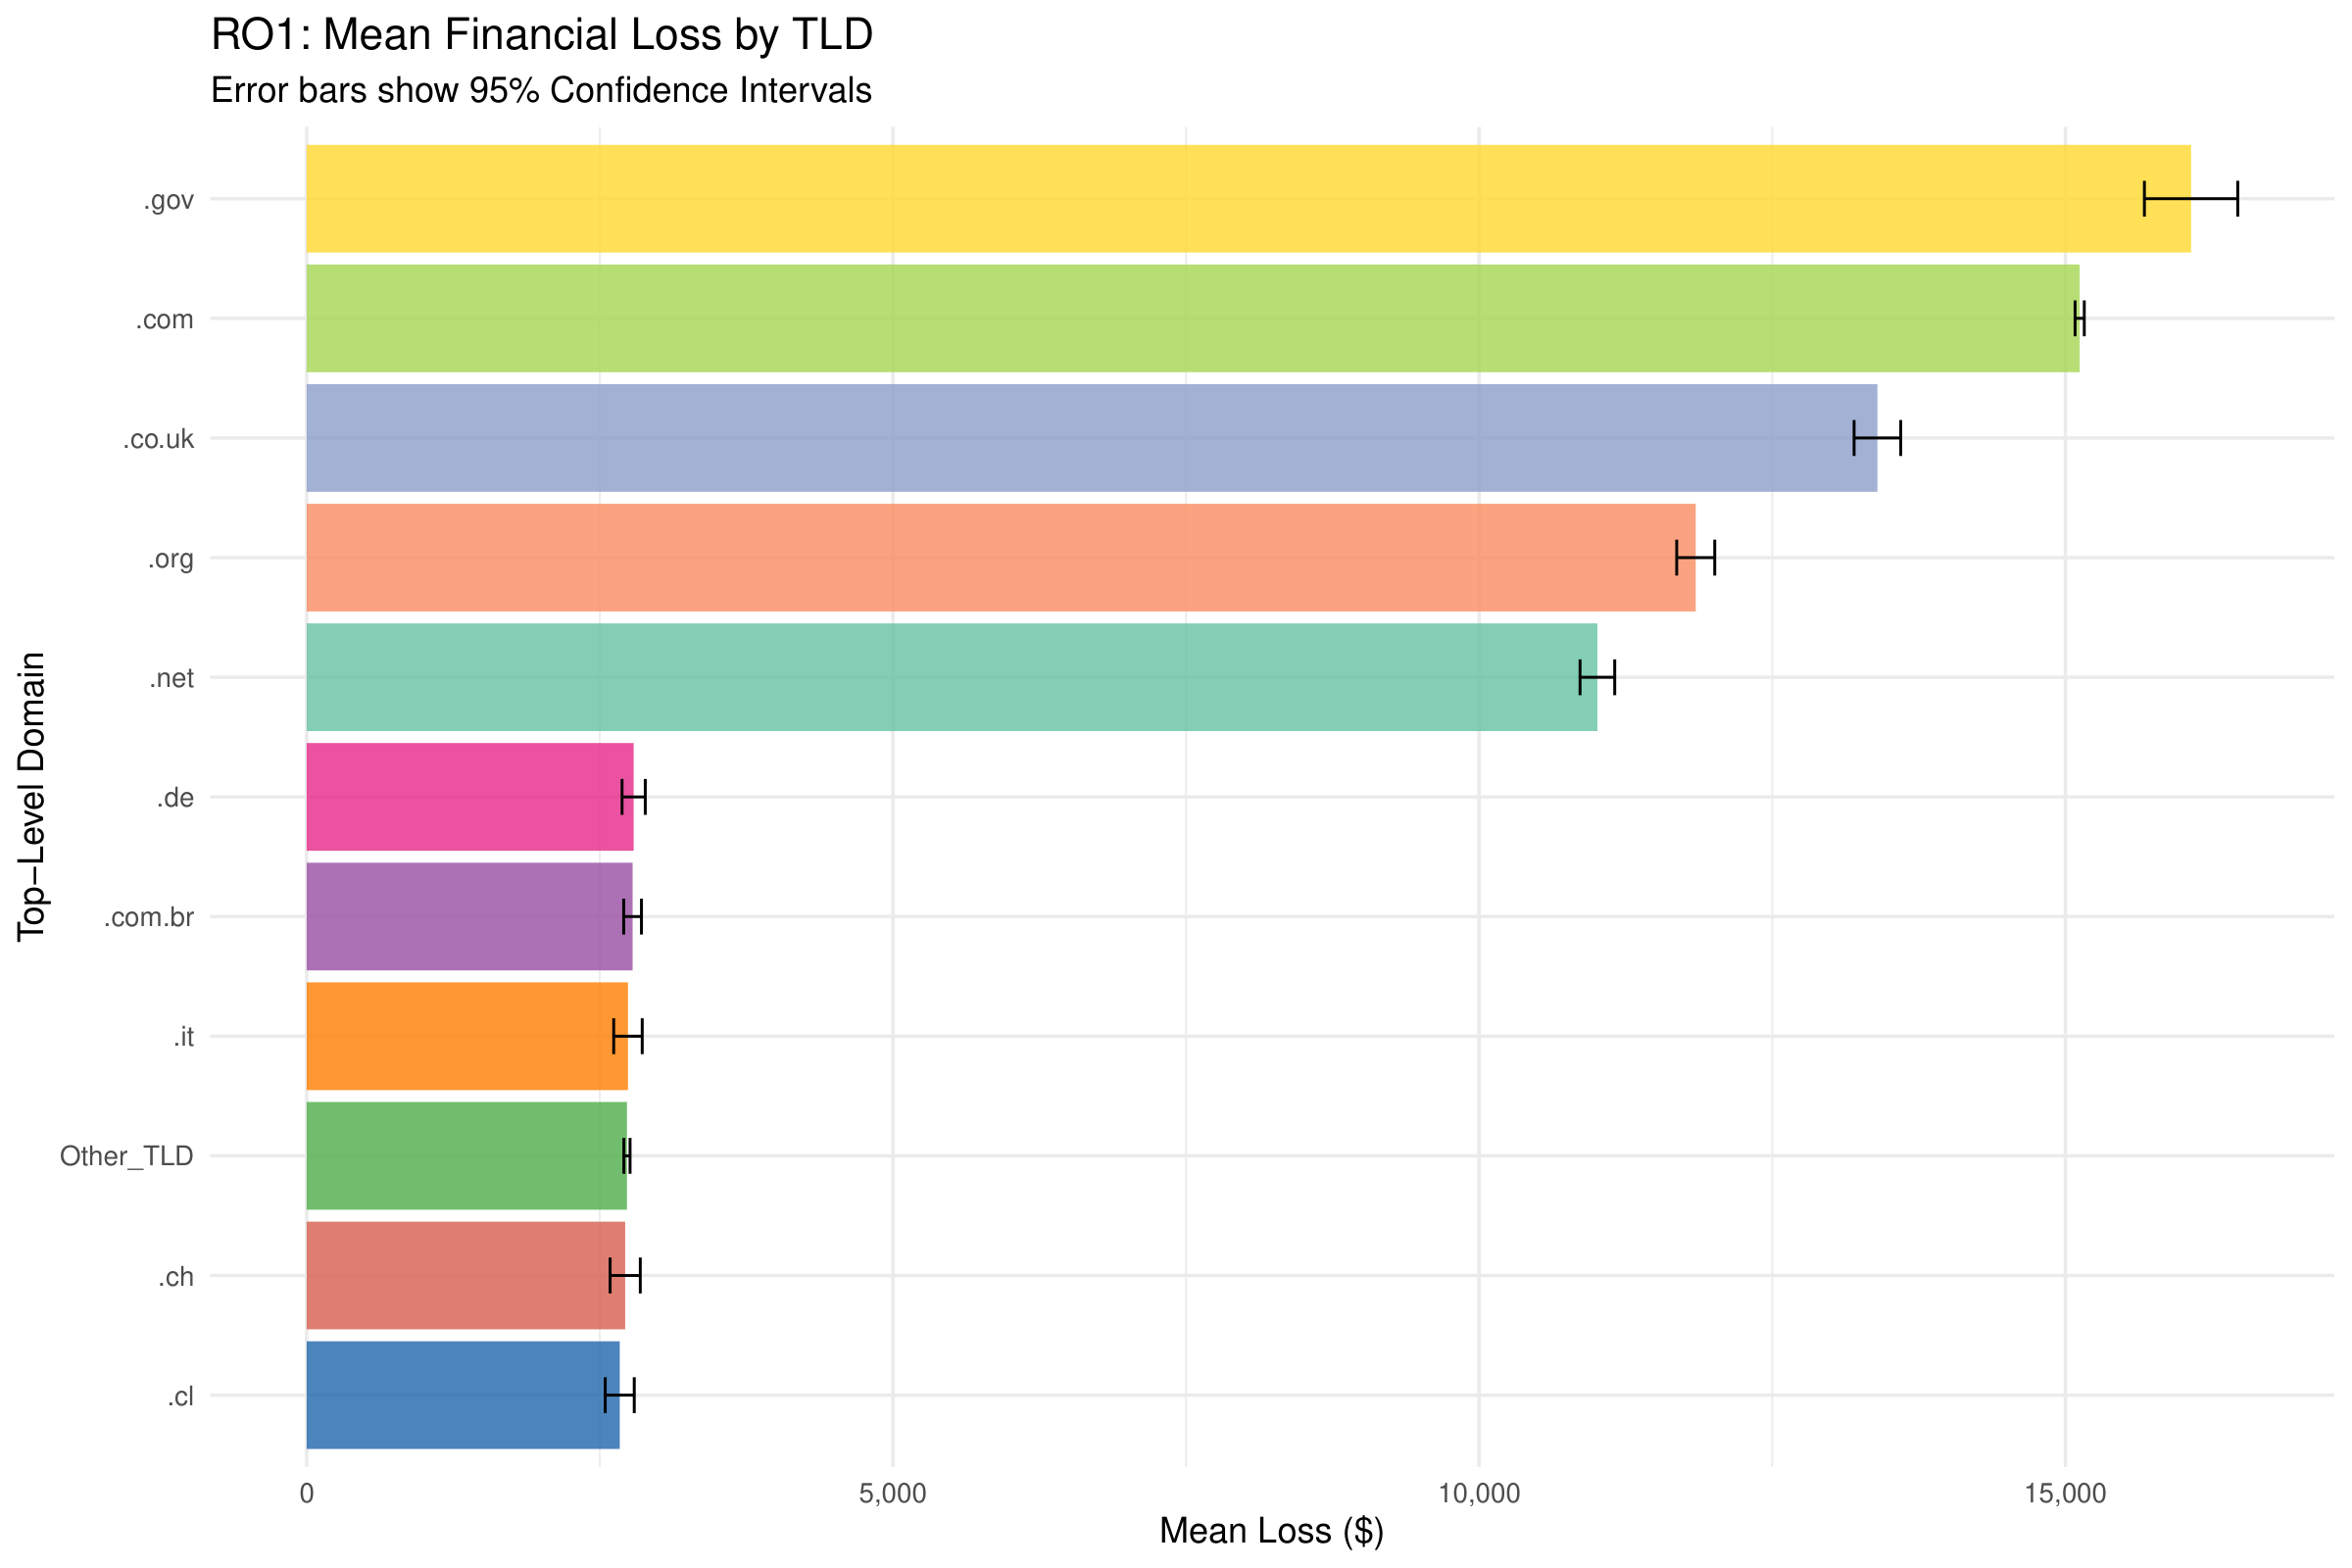 RO1: Mean Financial Loss by TLD
Error bars show 95% Confidence Intervals
Top−Level Domain
.gov
.com
.co.uk
.org
.net
.de
.com.br
.it
Other_TLD
.ch
.cl
0 5,000 10,000 15,000
Mean Loss ($)